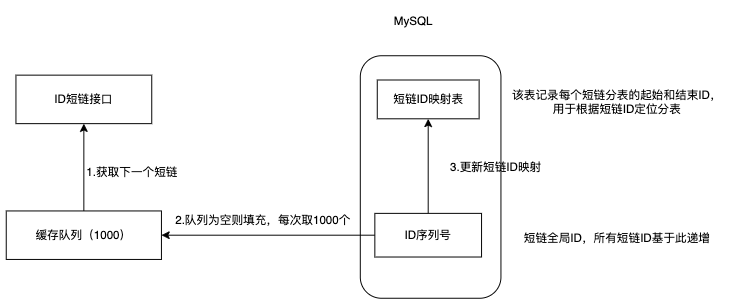 MySQL
ID短链接口
短链ID映射表
该表记录每个短链分表的起始和结束ID，
用于根据短链ID定位分表
1.获取下一个短链
3.更新短链ID映射
2.队列为空则填充，每次取1000个
缓存队列（1000）
ID序列号
短链全局ID，所有短链ID基于此递增